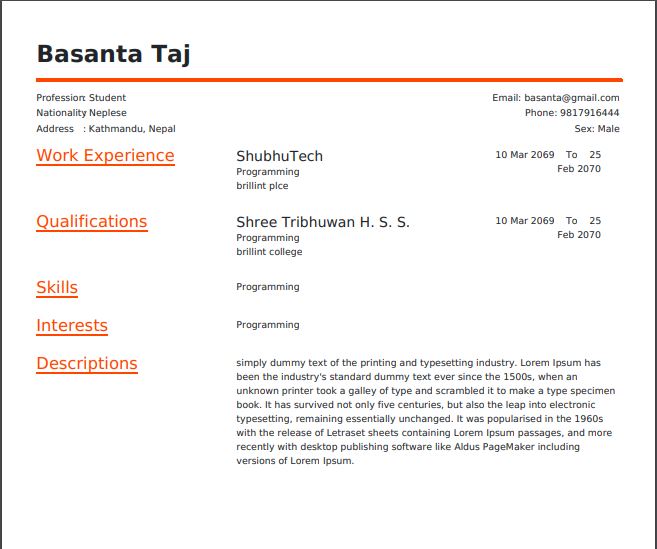 Basanta Taj
Profession: Student
Email: basanta@gmail.com
Nationality Neplese
Phone: 9817916444
Address : Kathmandu, Nepal
Sex: Male
Work Experience
ShubhuTech
10 Mar 2069 To 25
Feb 2070
Programming
brillint plce
Qualifications
Shree Tribhuwan H. S. S.
10 Mar 2069 To 25
Feb 2070
Programming
brillint college
Skills
Programming
Interests
Programming
Descriptions
simply dummy text of the printing and typesetting industry. Lorem Ipsum has
been the industry's standard dummy text ever since the 1500s, when an
unknown printer took a galley of type and scrambled it to make a type specimen
book. It has survived not only five centuries, but also the leap into electronic
typesetting, remaining essentially unchanged. It was popularised in the 1960s
with the release of Letraset sheets containing Lorem Ipsum passages, and more
recently with desktop publishing software like Aldus PageMaker including
versions of Lorem Ipsum.